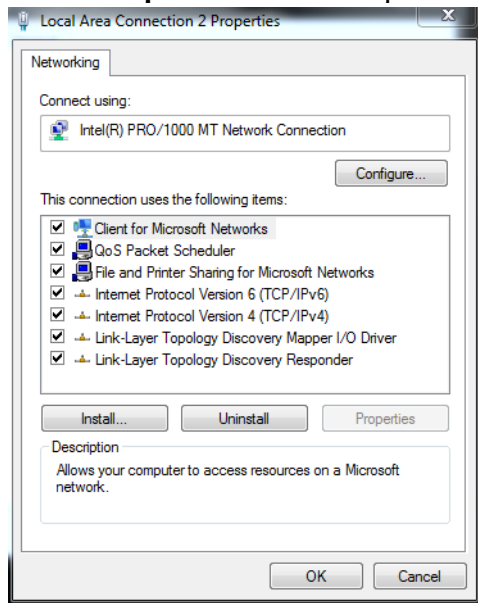 Local Area Connection 2 Properties
Networking
Connect using:
Intel(R) PRO/1000 MT Network Connection
Configure...
This connection uses the following items:
Client for Microsoft Networks
QoS Packet Scheduler
File and Printer Sharing for Microsoft Networks
Internet Protocol Version 6 (TCP/IPv6)
Internet Protocol Version 4 (TCP/IPv4)
Link-Layer Topology Discovery Mapper I/O Driver
Link-Layer Topology Discovery Responder
Install... Uninstall Properties
Description
Allows your computer to access resources on a Microsoft
network.
OK Cancel